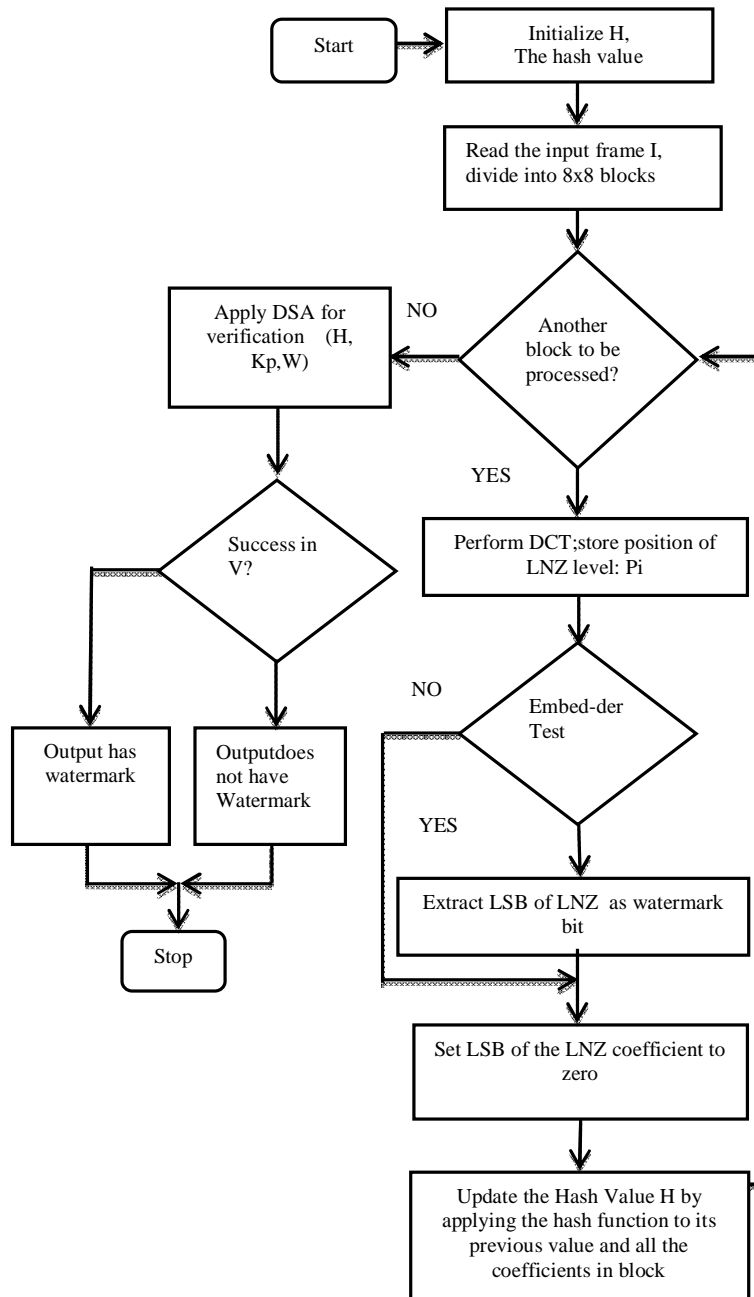 Start
Initialize H,
The hash value
Read the input frame I,
divide into 8x8 blocks
Another
block to be
processed?
NO
Apply DSA for
verification (H,
Kp,W)
YES
Success in
V?
Perform DCT;store position of
LNZ level: Pi
NO
Embed-der
Test
Output has
watermark
Outputdoes
not have
Watermark
YES
Extract LSB of LNZ as watermark
bit
Stop
Set LSB of the LNZ coefficient to
zero
Update the Hash Value H by
applying the hash function to its
previous value and all the
coefficients in block